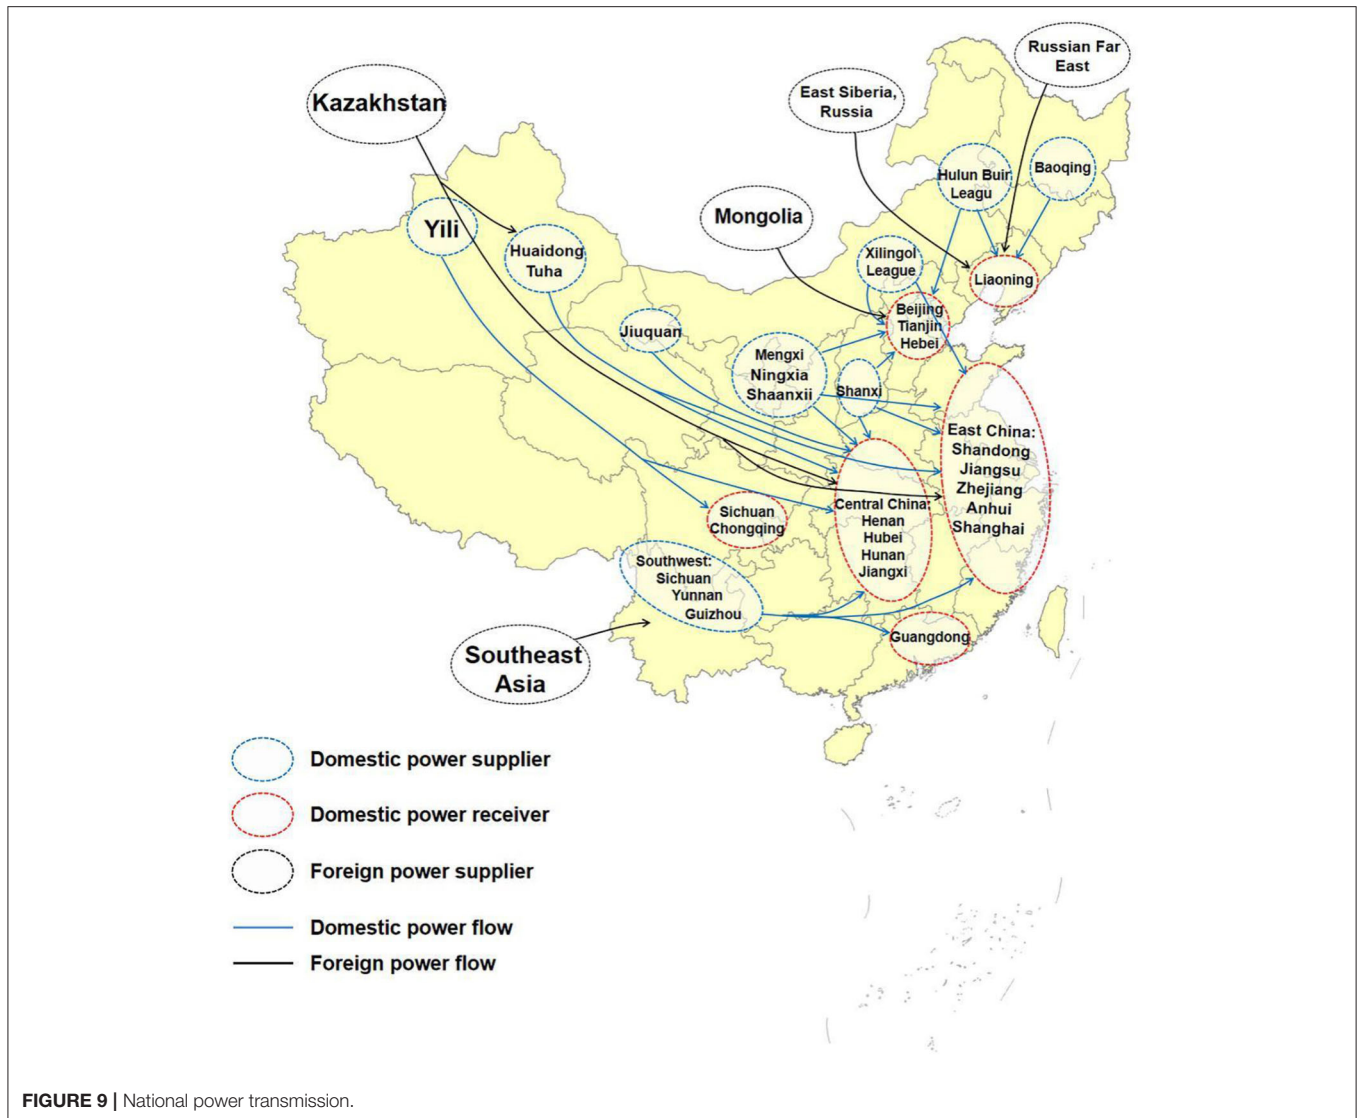 Russian Far
East
East Siberia,
Russia
Kazakhstan
Hulun Buir
Leagu
Baoqing
Mongolia
Yili
Huaidong
Tuha
Xilingol
League
Liaoning
Jiuquan
Beijing
Tianjin
Hebei
Mengxi
Ningxia
Shaanxii
Shanxi
East China:
Shandong
Jiangsu
Zhejiang
Anhui
Shanghai
Sichuan
Chongqing
Central China:
Henan
Hubei
Hunan
Jiangxi
Southwest:
Sichuan
Yunnan
Guizhou
Guangdong
Southeast
Asia
Domestic power supplier
Domestic power receiver
Foreign power supplier
Domestic power flow
Foreign power flow
FIGURE 9 | National power transmission.